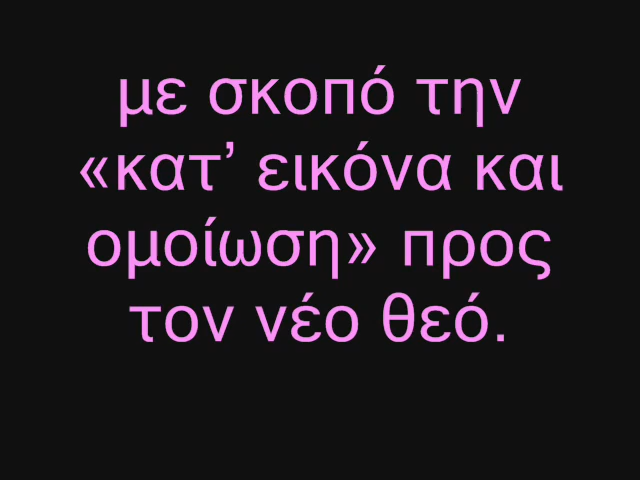 με σκοπό την
«κατ’ εικόνα και
ομοίωση» προς
τον νέο θεό.